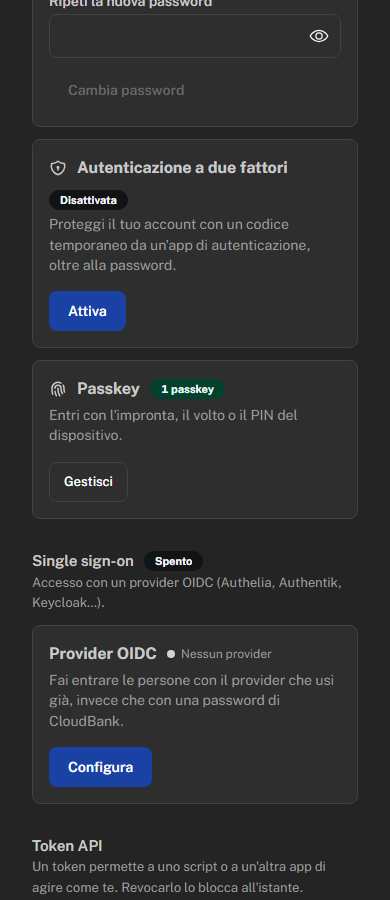 Ripeti la nuova password
Cambia password
Autenticazione a due fattori
Disattivata
Proteggi il tuo account con un codice
temporaneo da un'app di autenticazione,
oltre alla password.
Attiva
Passkey 1 passkey
Entri con l'impronta, il volto o il PIN del
dispositivo.
Gestisci
Single sign-on Spento
Accesso con un provider OIDC (Authelia, Authentik,
Keycloak…).
Provider OIDC Nessun provider
Fai entrare le persone con il provider che usi
già, invece che con una password di
CloudBank.
Configura
Token API
Un token permette a uno script o a un'altra app di
agire come te. Revocarlo lo blocca all'istante.